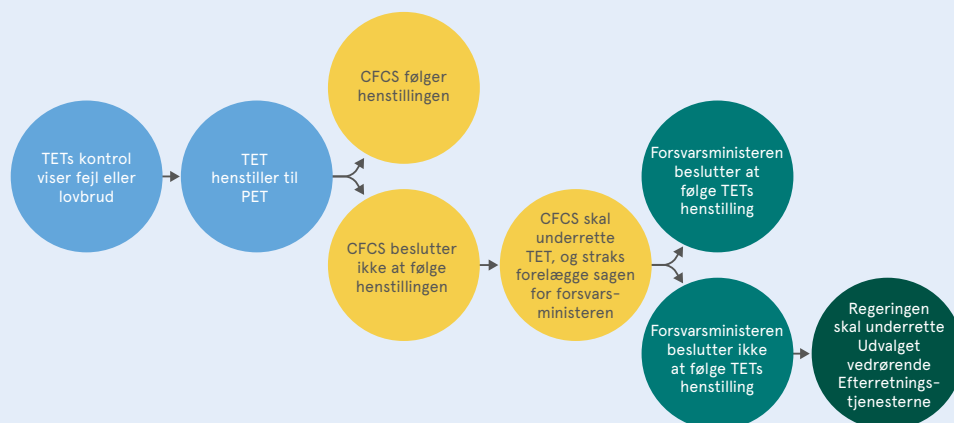 TETs kontrol
viser fejl eller
lovbrud
TET
henstiller til
PET
CFCS følger
henstillingen
CFCS beslutter
ikke at følge
henstillingen
CFCS skal
underrette
TET, og straks
forelægge sagen
for forsvars-
ministeren
Forsvarsministeren
beslutter at
følge TETs
henstilling
Forsvarsministeren
beslutter ikke
at følge TETs
henstilling
Regeringen
skal underrette
Udvalget
vedrørende
Efterretnings-
tjenesterne